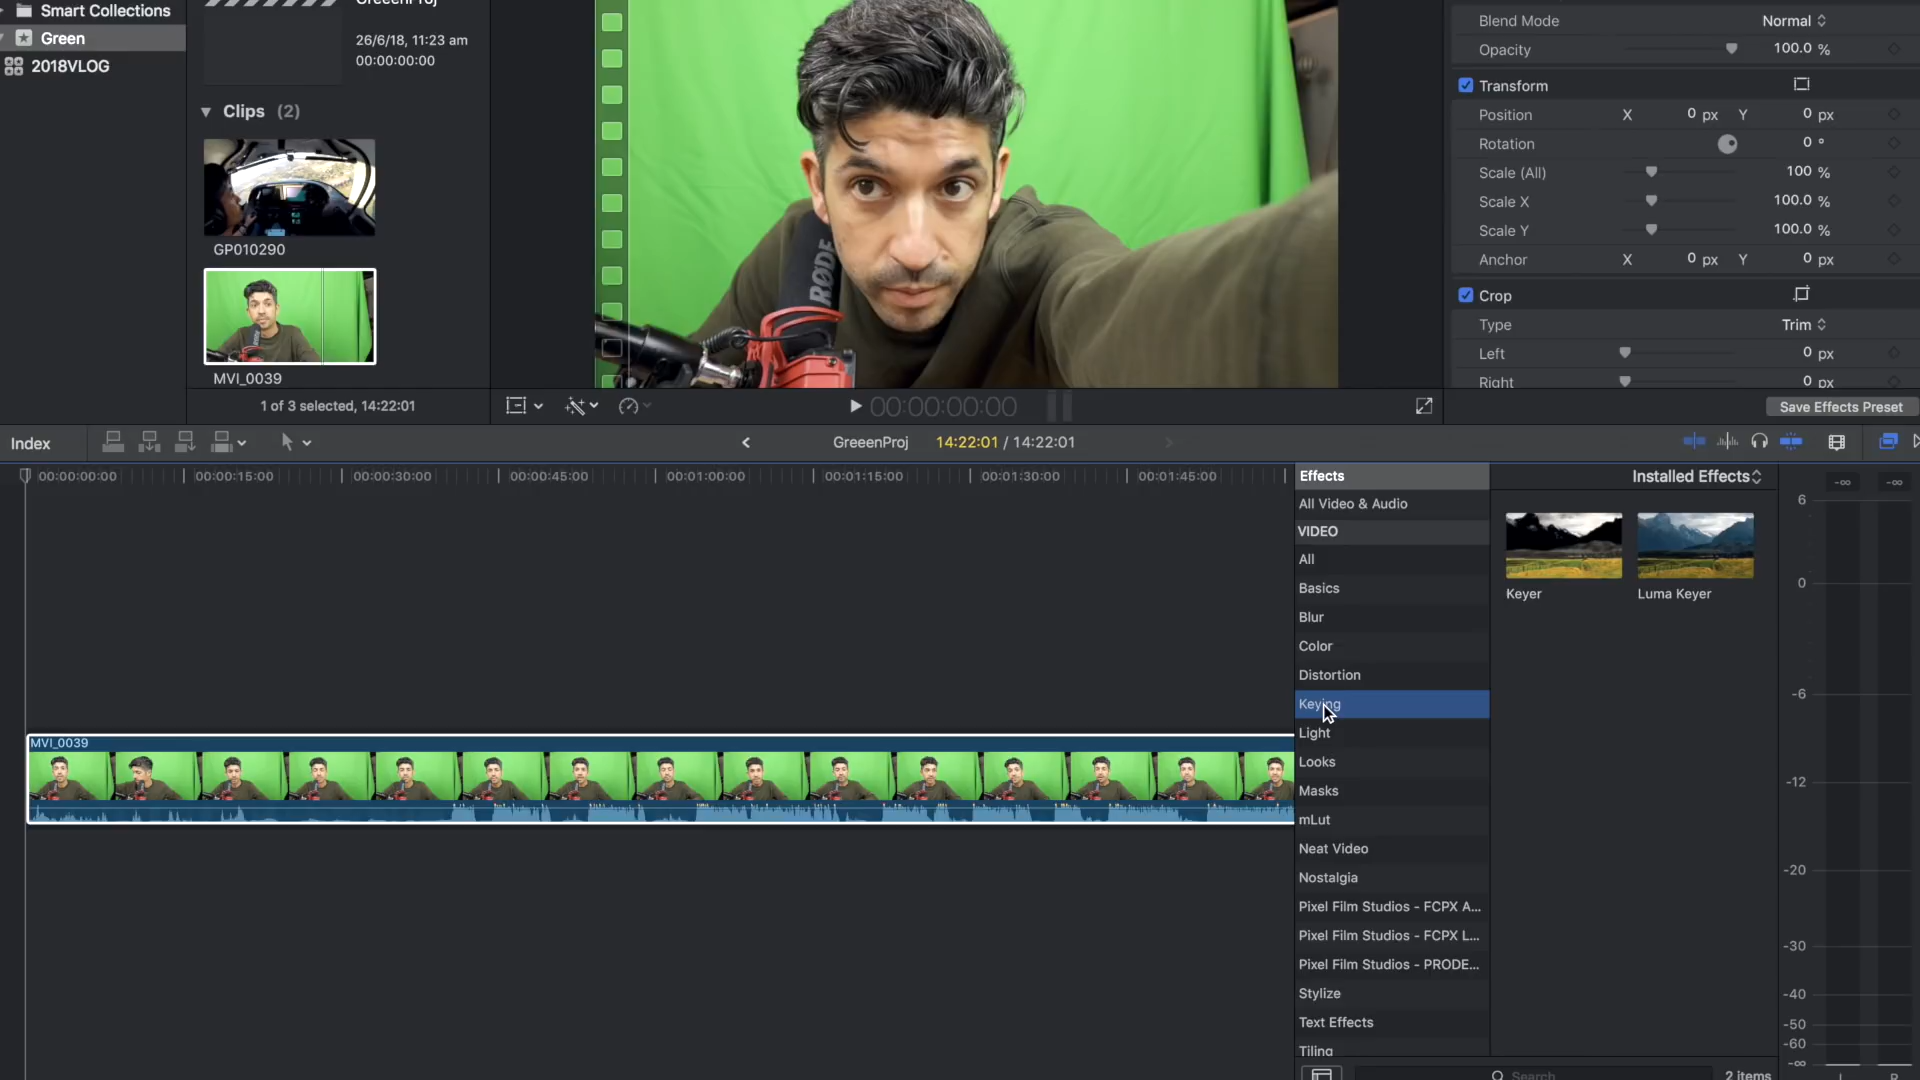 Smart Collections
Green
2018VLOG
GreeenProj
26/6/18, 11:23 am
00:00:00:00
Clips (2)
GP010290
MVI_0039
1 of 3 selected, 14:22:01
RØDE
00:00:00:00
Blend Mode Normal
Opacity 100.0 %
Transform
Position X 0 px Y 0 px
Rotation 0 °
Scale (All) 100 %
Scale X 100.0 %
Scale Y 100.0 %
Anchor X 0 px Y 0 px
Crop
Type Trim
Left 0 px
Right 0 px
Save Effects Preset
Index
GreeenProj 14:22:01 / 14:22:01
00:00:00:00 00:00:15:00 00:00:30:00 00:00:45:00 00:01:00:00 00:01:15:00 00:01:30:00 00:01:45:00
MVI_0039
Effects
All Video & Audio
VIDEO
All
Basics
Blur
Color
Distortion
Keying
Light
Looks
Masks
mLut
Neat Video
Nostalgia
Pixel Film Studios - FCPX A...
Pixel Film Studios - FCPX L...
Pixel Film Studios - PRODE...
Stylize
Text Effects
Tiling
Installed Effects
Keyer
Luma Keyer
Search
2 items
-∞ -∞
6
0
-6
-12
-20
-30
-40
-50
-60
-∞
L R